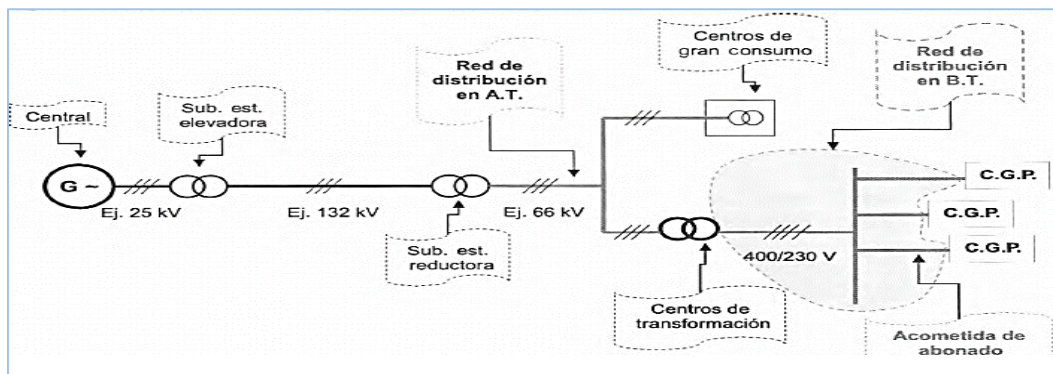 Centros de
gran consumo
Red de
distribución
en A.T.
Red de
distribución
en B.T.
Central
Sub. est.
elevadora
G ~
Ej. 25 kV
Ej. 132 kV
Ej. 66 kV
C.G.P.
C.G.P.
C.G.P.
400/230 V
Sub. est.
reductora
Centros de
transformación
Acometida de
abonado